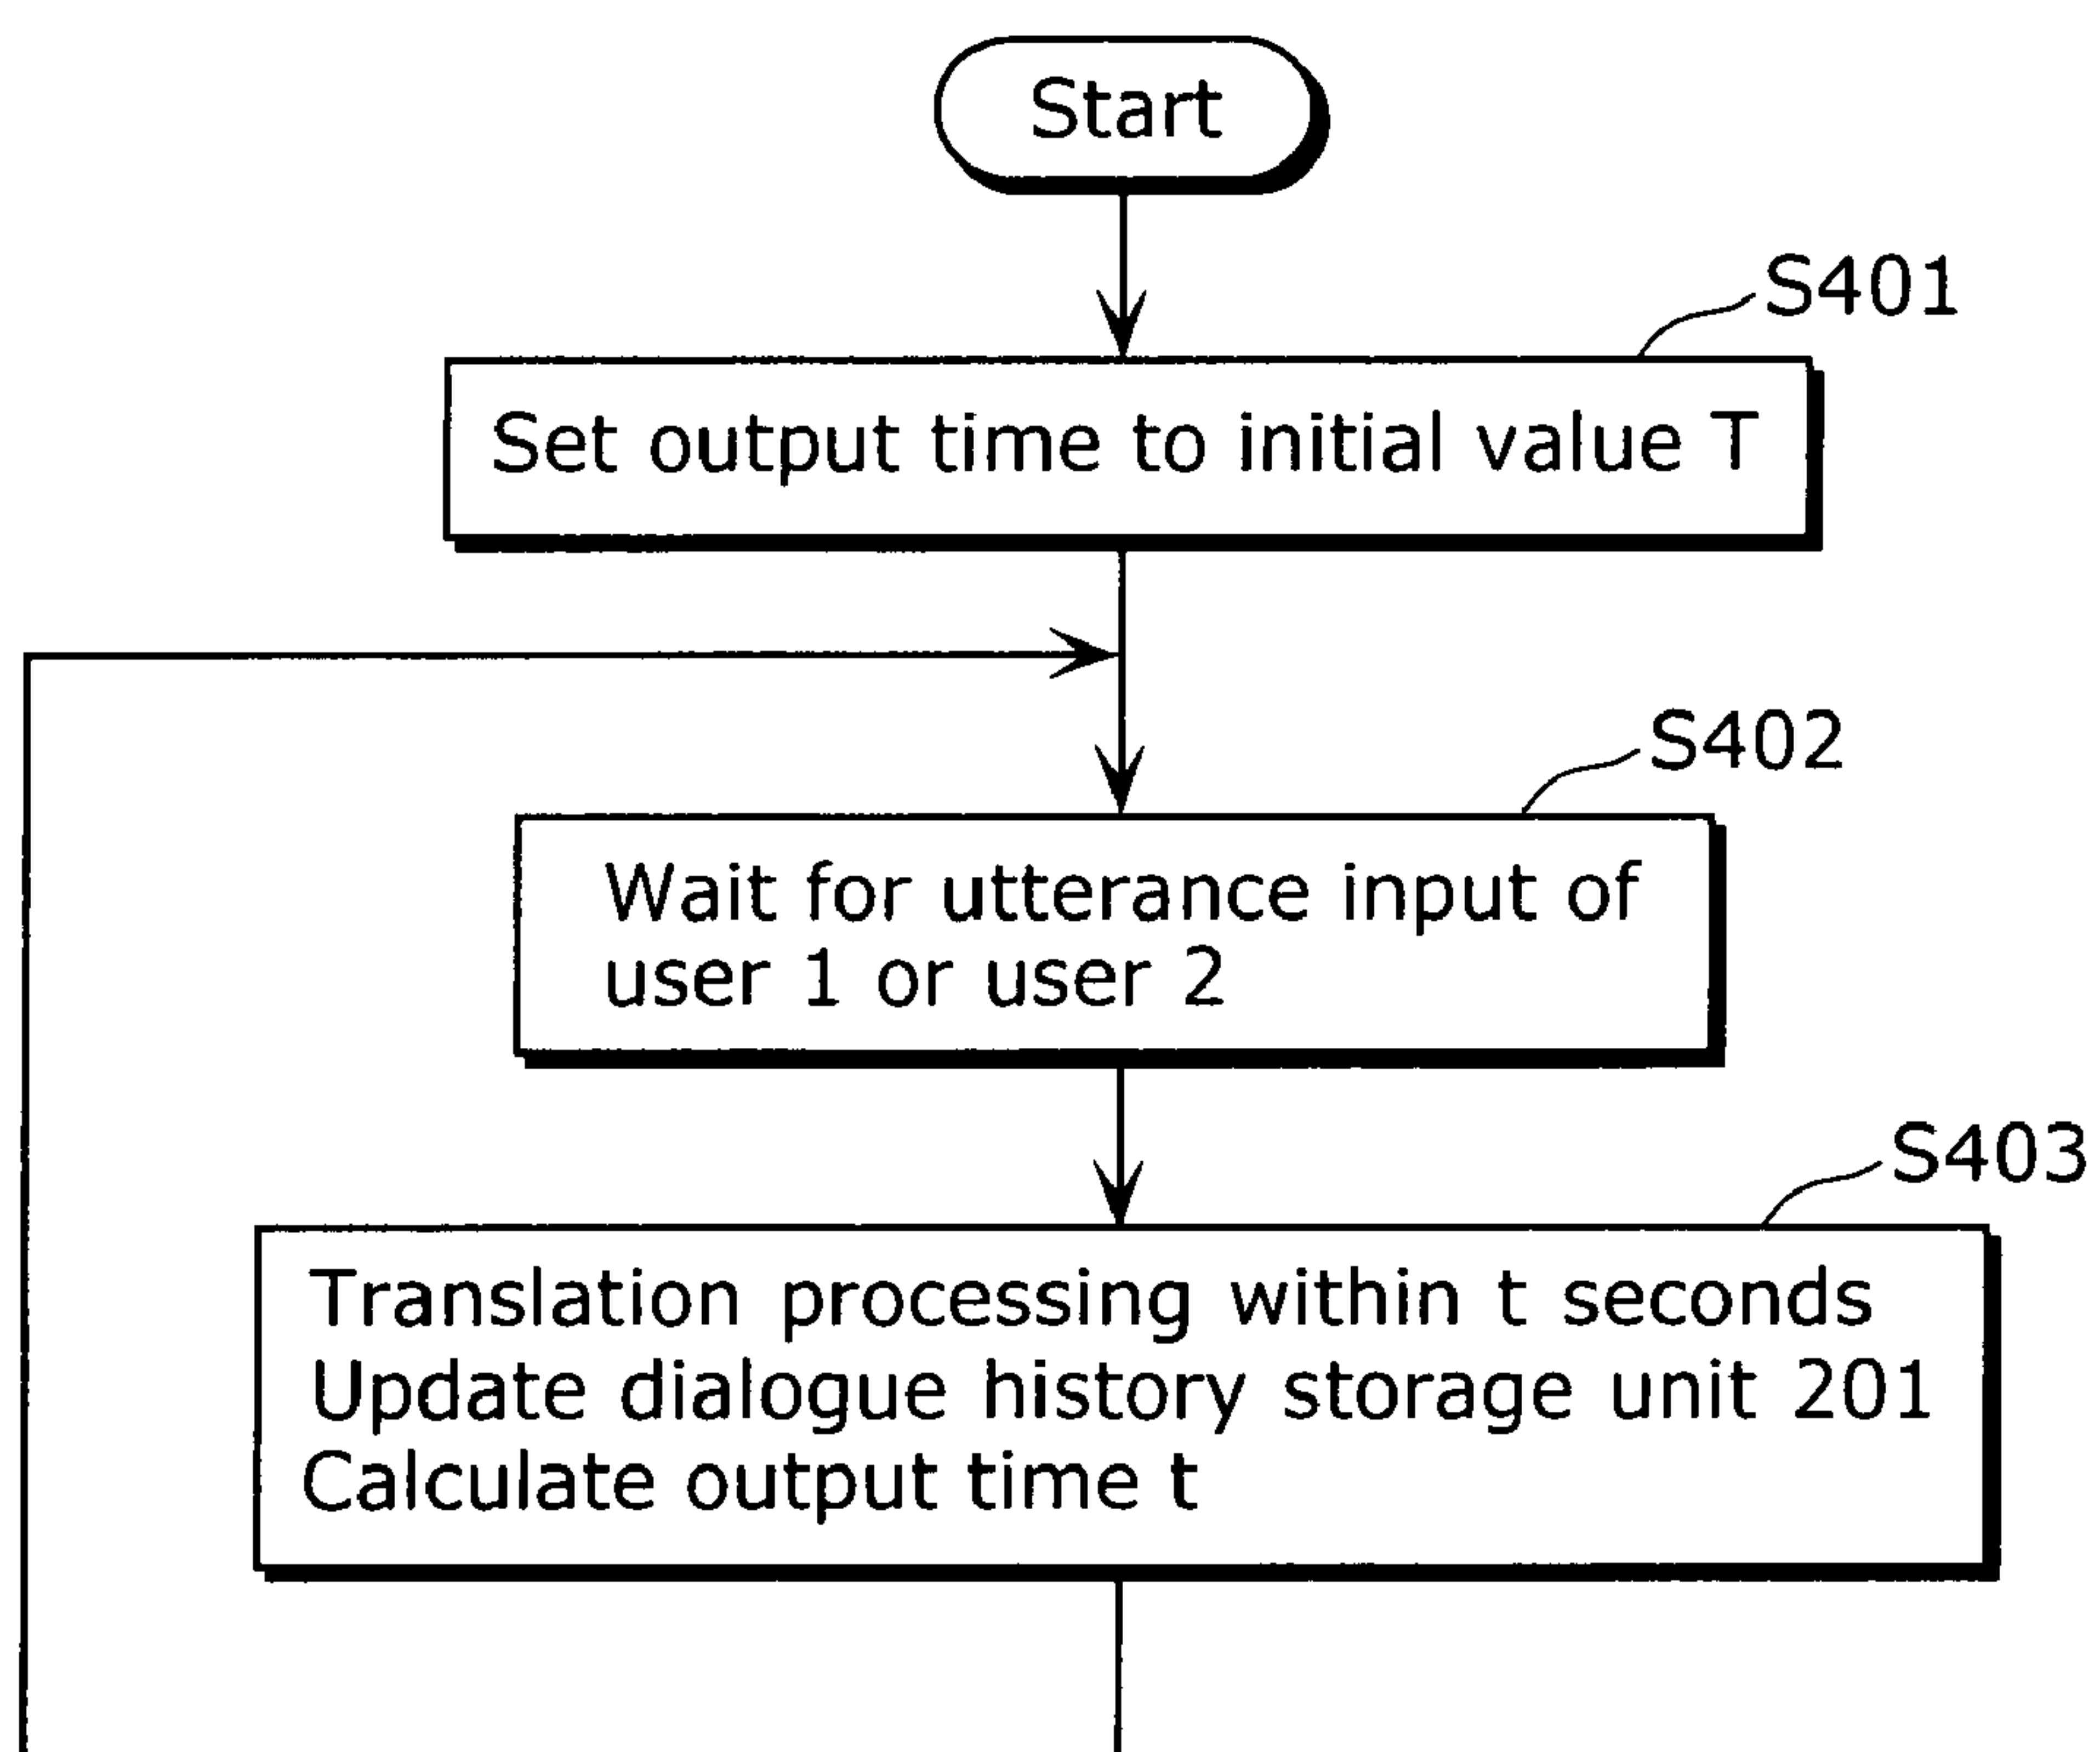 Start
S401
Set output time to initial value T
S402
Wait for utterance input of
user 1 or user 2
S403
Translation processing within t seconds
Update dialogue history storage unit 201
Calculate output time t